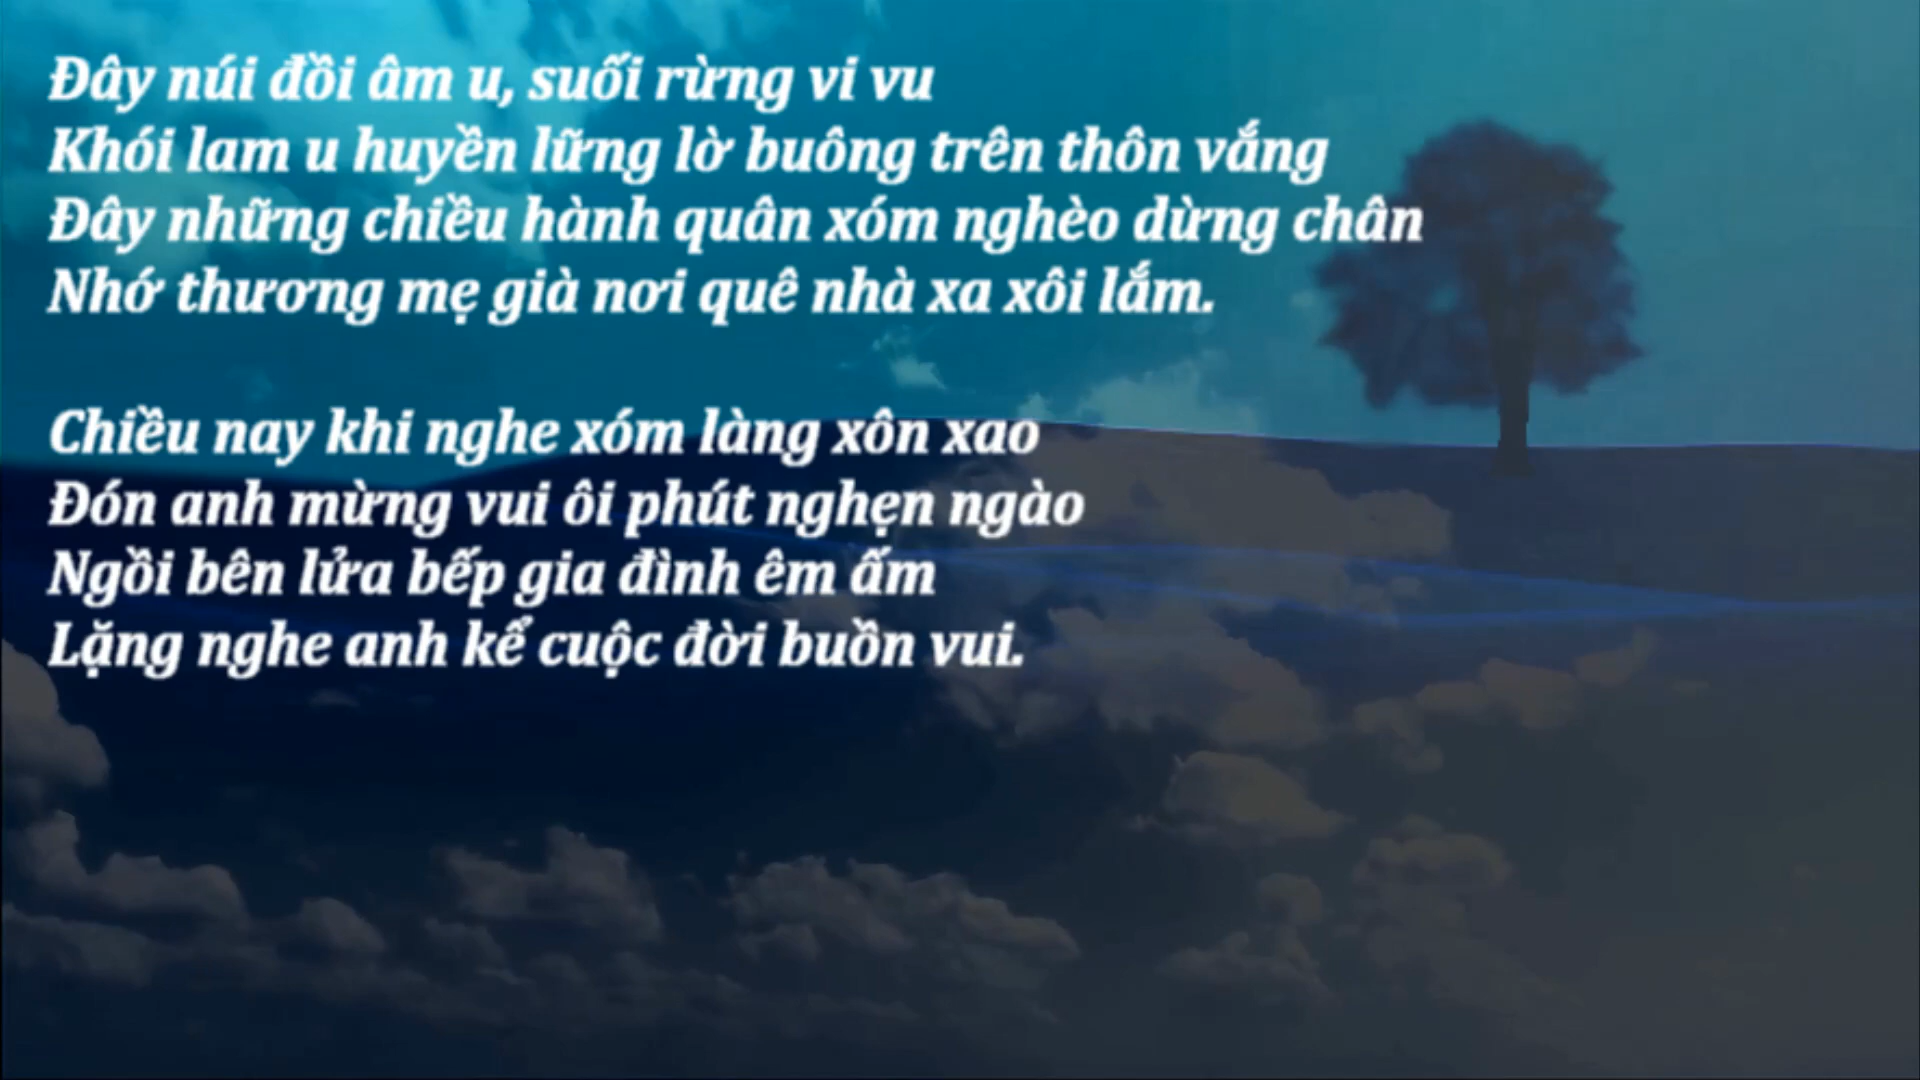 Đây núi đồi âm u, suối rừng vi vu
Khói lam u huyền lững lờ buông trên thôn vắng
Đây những chiều hành quân xóm nghèo dừng chân
Nhớ thương mẹ già nơi quê nhà xa xôi lắm.
Chiều nay khi nghe xóm làng xôn xao
Đón anh mừng vui ôi phút nghẹn ngào
Ngồi bên lửa bếp gia đình êm ấm
Lặng nghe anh kể cuộc đời buồn vui.